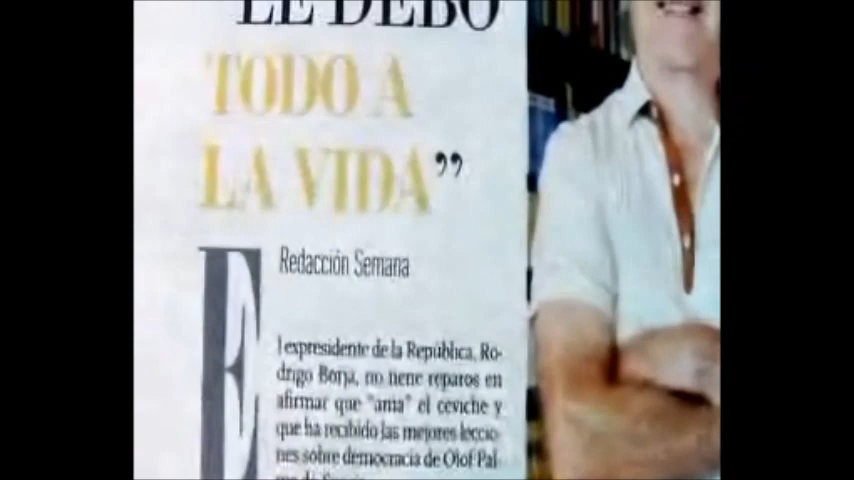 LE DEBO
TODO A
LA VIDA”
Redacción Semana
El expresidente de la República, Ro-
drigo Borja, no tiene reparos en
afirmar que "ama" el ceviche y
que ha recibido las mejores leccio-
nes sobre democracia de Olof Pal-